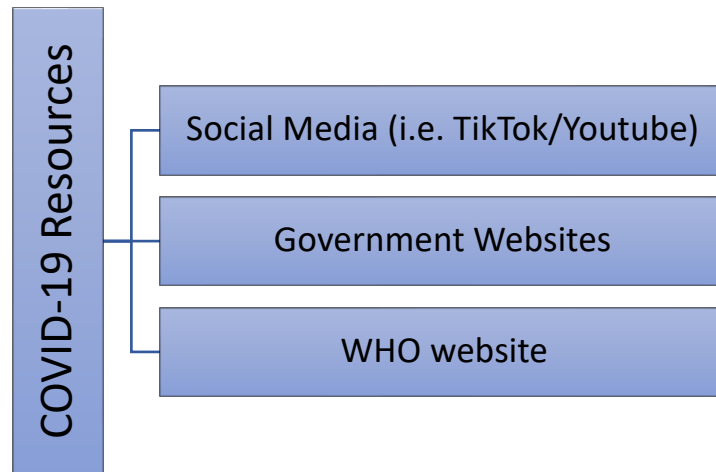 COVID-19 Resources
Social Media (i.e. TikTok/Youtube)
Government Websites
WHO website